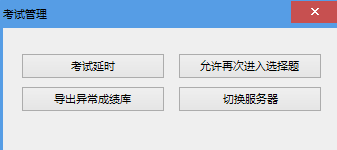 考试管理
考试延时
允许再次进入选择题
导出异常成绩库
切换服务器